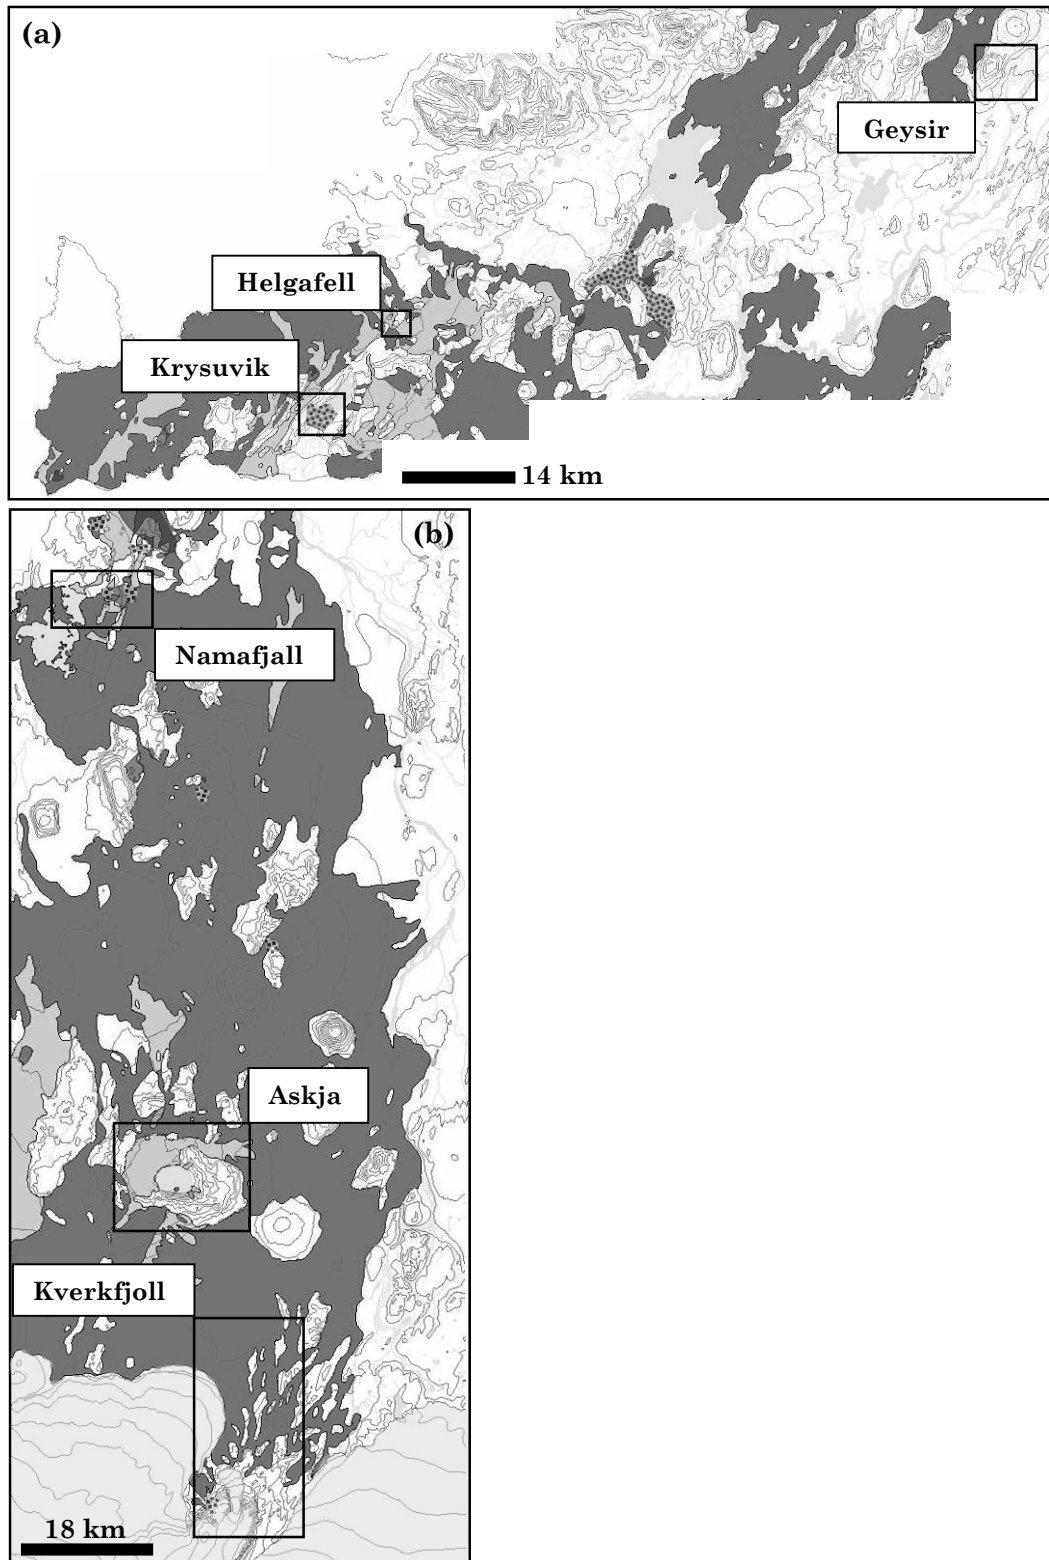 (a)
Geysir
Helgafell
Krysuvik
14 km
(b)
Namafjall
Askja
Kverkfjoll
18 km